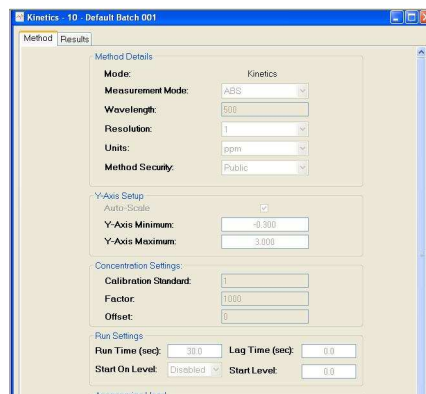 Kinetics - 10 - Default Batch 001
Method Results
Method Details
Mode: Kinetics
Measurement Mode: ABS
Wavelength: 500
Resolution: 1
Units: ppm
Method Security: Public
Y-Axis Setup
Auto-Scale
Y-Axis Minimum: -0.300
Y-Axis Maximum: 3.000
Concentration Settings:
Calibration Standard: 1
Factor: 1000
Offset: 0
Run Settings
Run Time (sec): 30.0 Lag Time (sec): 0.0
Start On Level: Disabled Start Level: 0.0